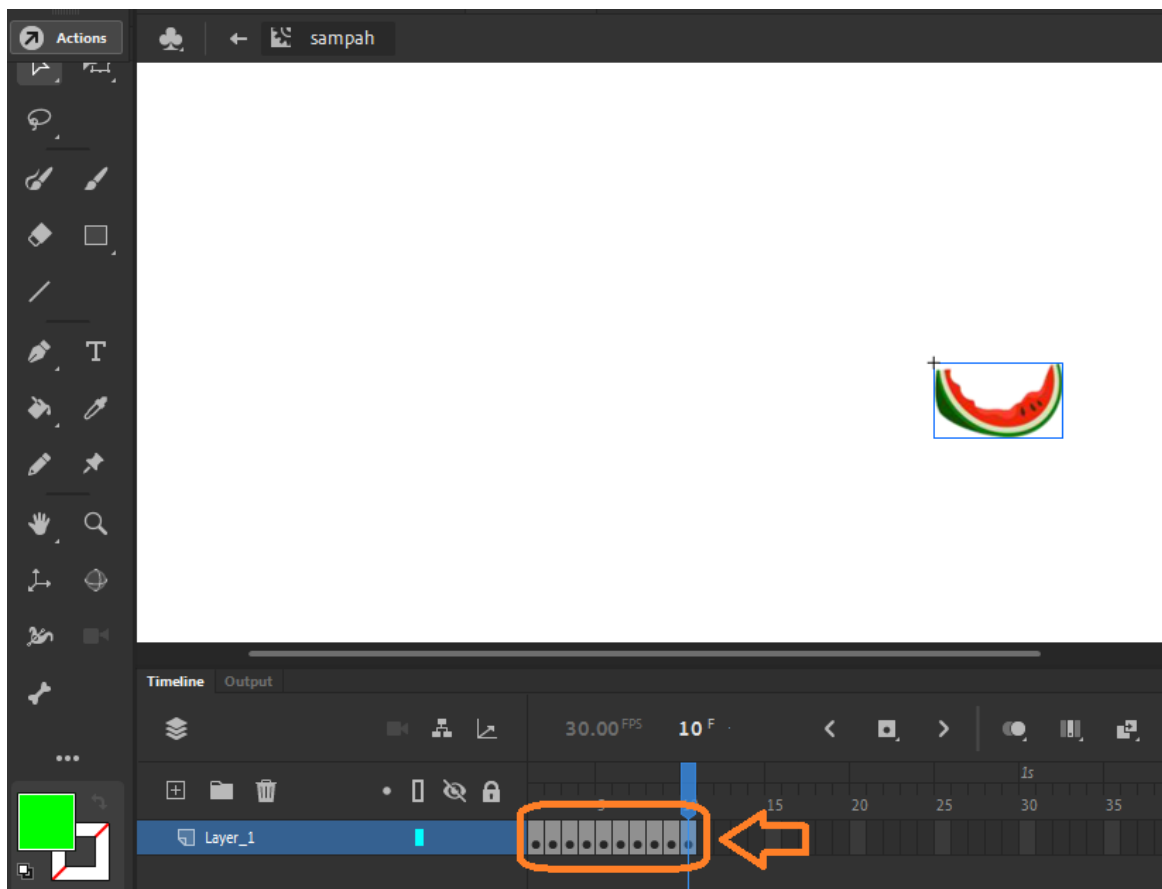 Actions
sampah
T
Timeline Output
30.00 FPS 10 F
1s
5 15 20 25 30 35
Layer_1